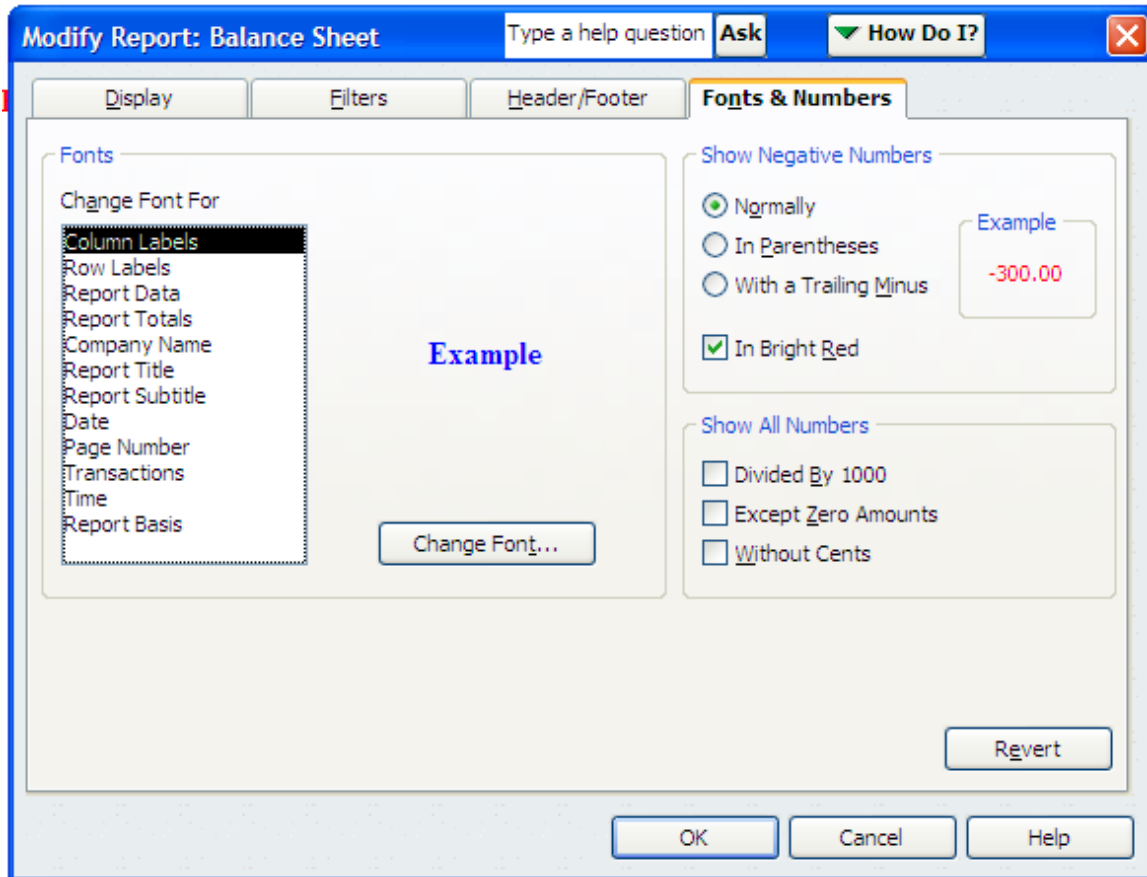 Modify Report: Balance Sheet
Type a help question
Ask
How Do I?
Display
Filters
Header/Footer
Fonts & Numbers
Fonts
Change Font For
Column Labels
Row Labels
Report Data
Report Totals
Company Name
Report Title
Report Subtitle
Date
Page Number
Transactions
Time
Report Basis
Example
Change Font...
Show Negative Numbers
Normally
In Parentheses
With a Trailing Minus
Example
-300.00
In Bright Red
Show All Numbers
Divided By 1000
Except Zero Amounts
Without Cents
Revert
OK
Cancel
Help